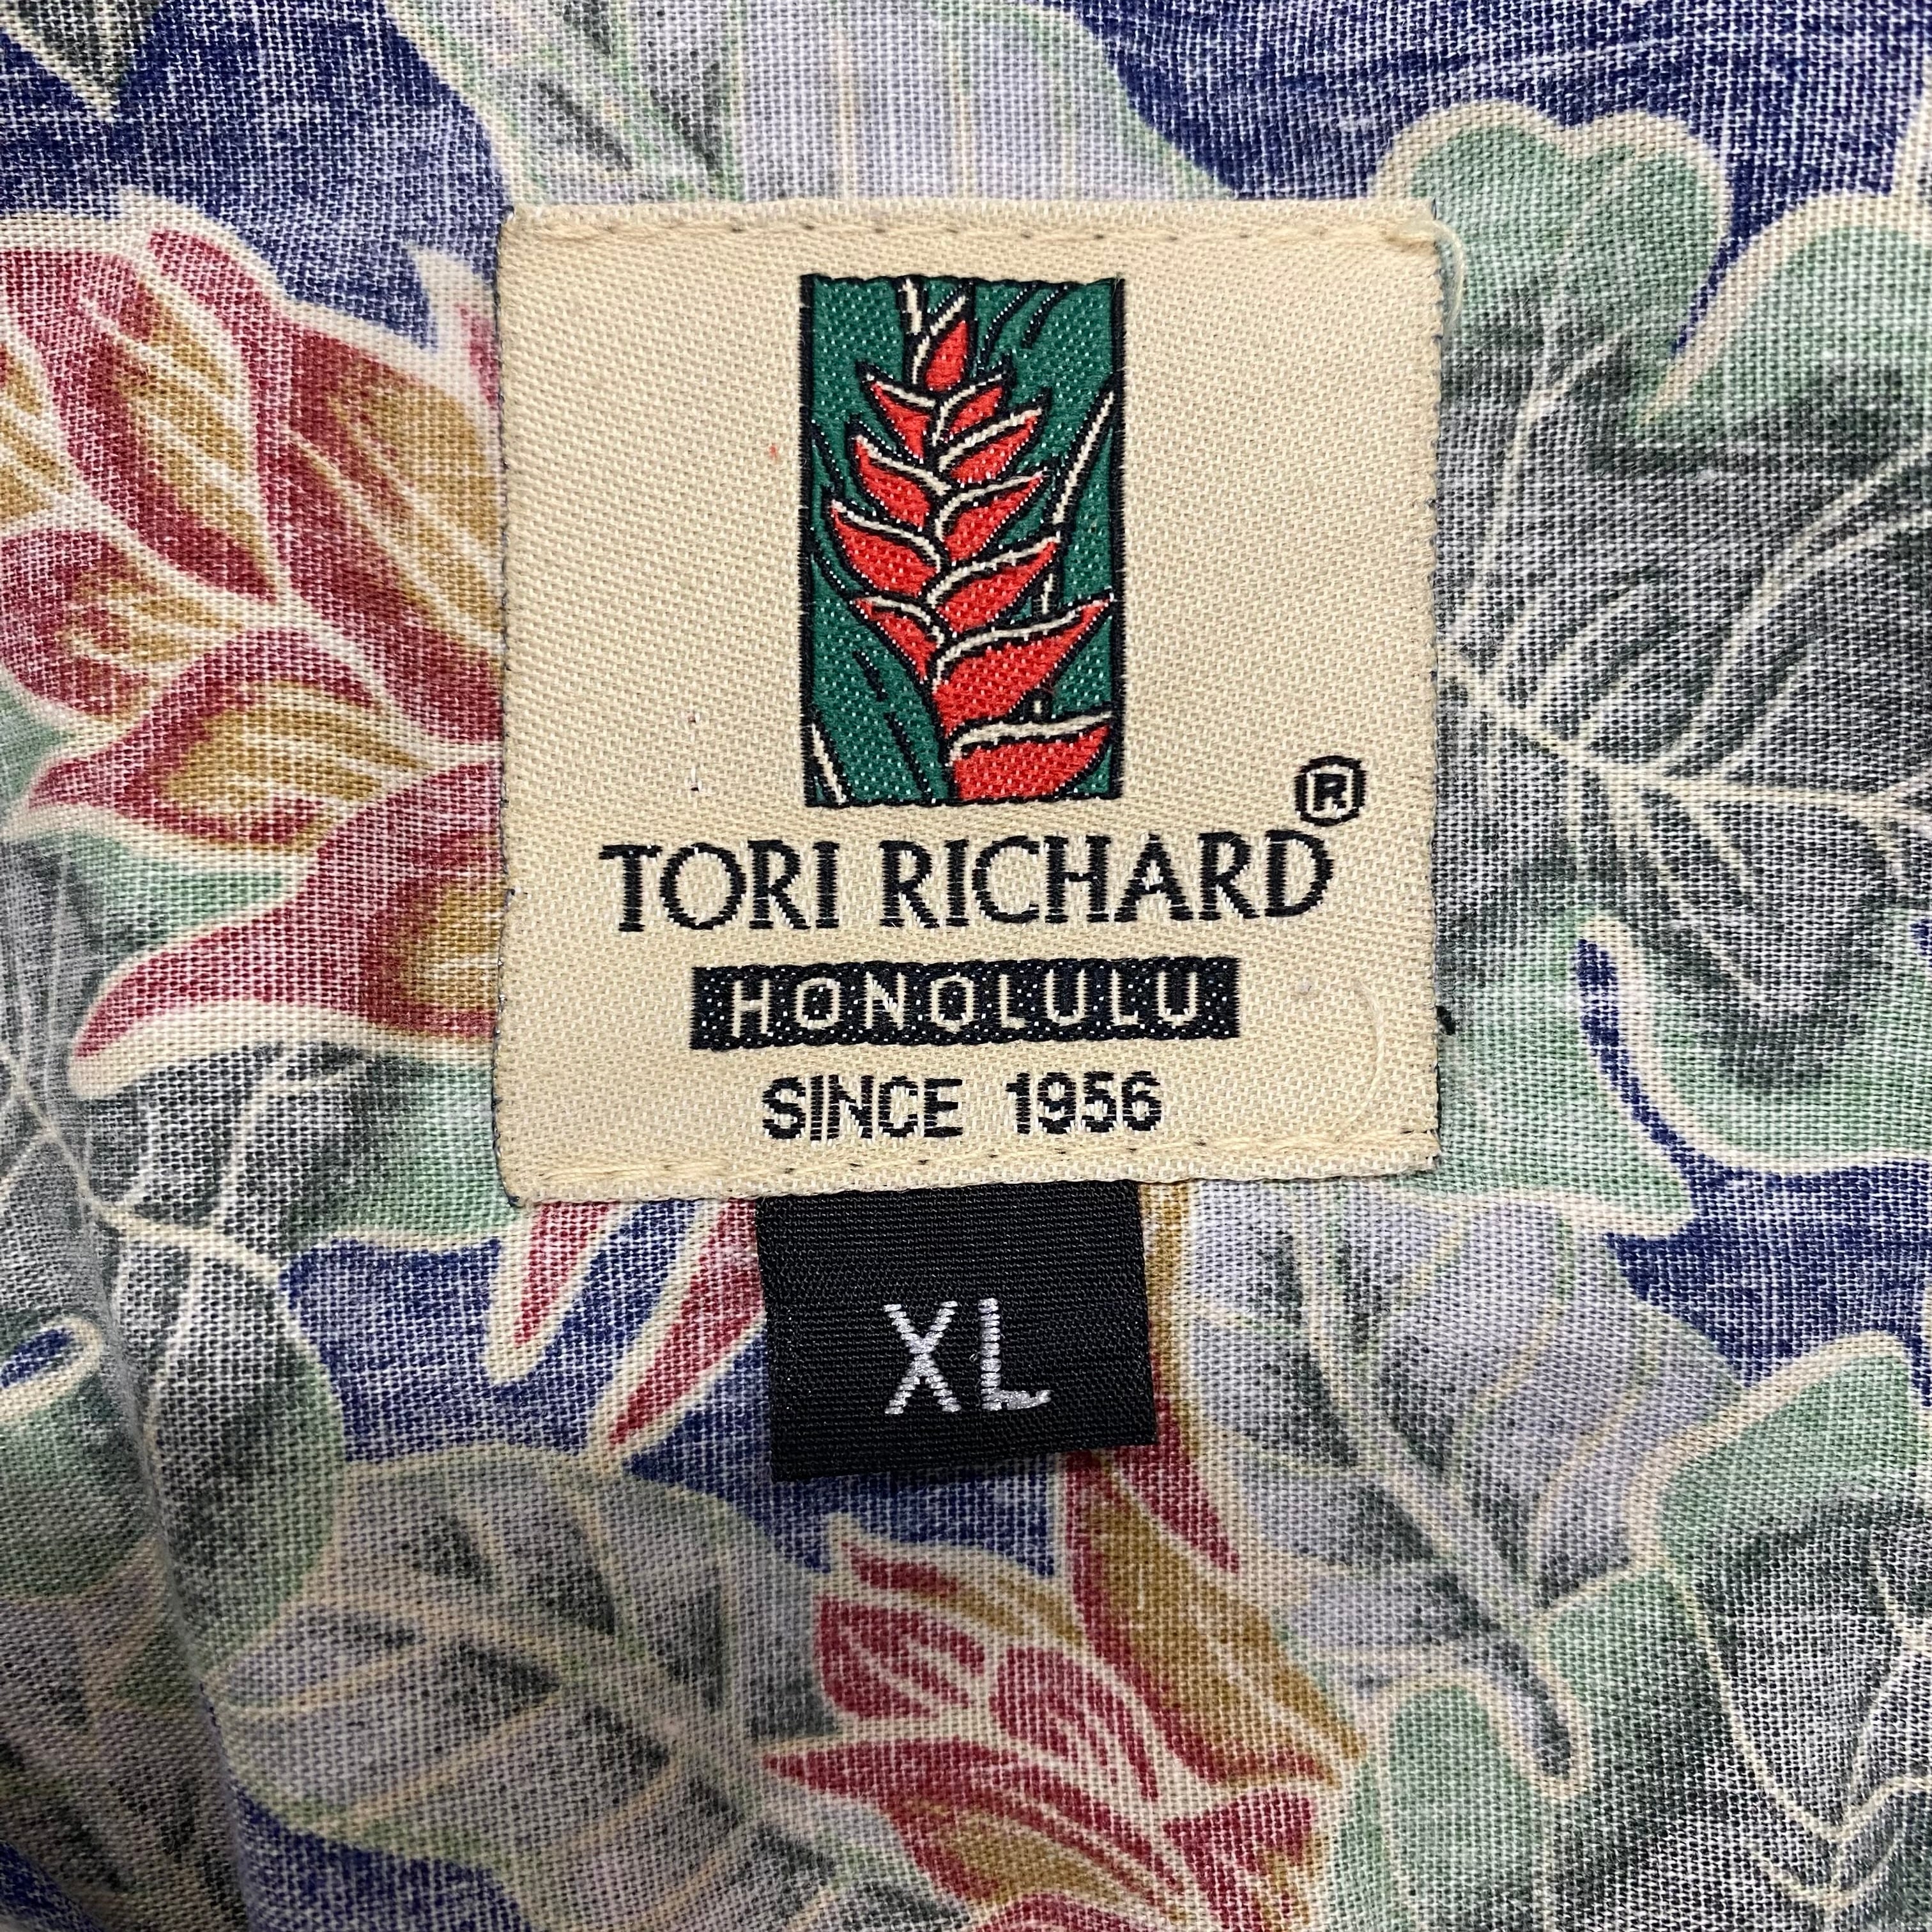 TORI RICHARD®
HONOLULU
SINCE 1956
XL